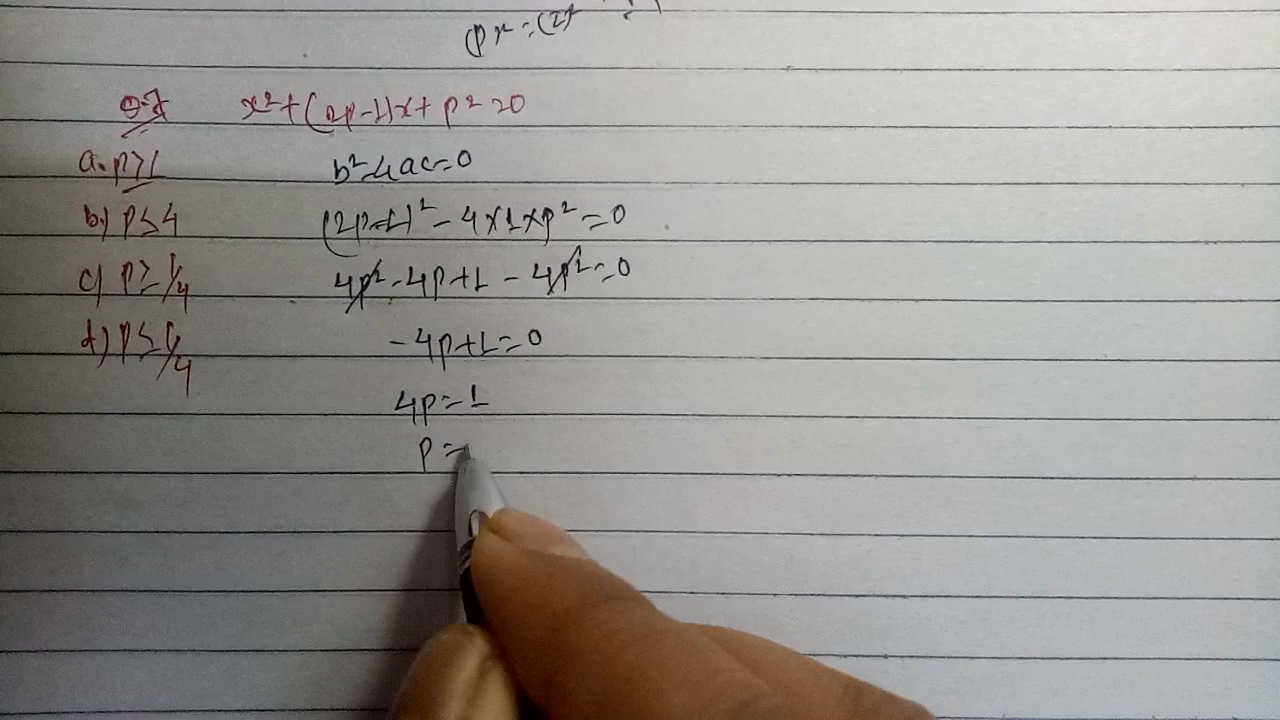 x²+(2p-1)x+p²=0
a. p≥1
b²-4ac=0
b) p≤4
(2p-1)²-4×1×p²=0
c) p≥1/4
4p²-4p+1-4p²=0
d) p≤1/4
-4p+1=0
4p=1
p=